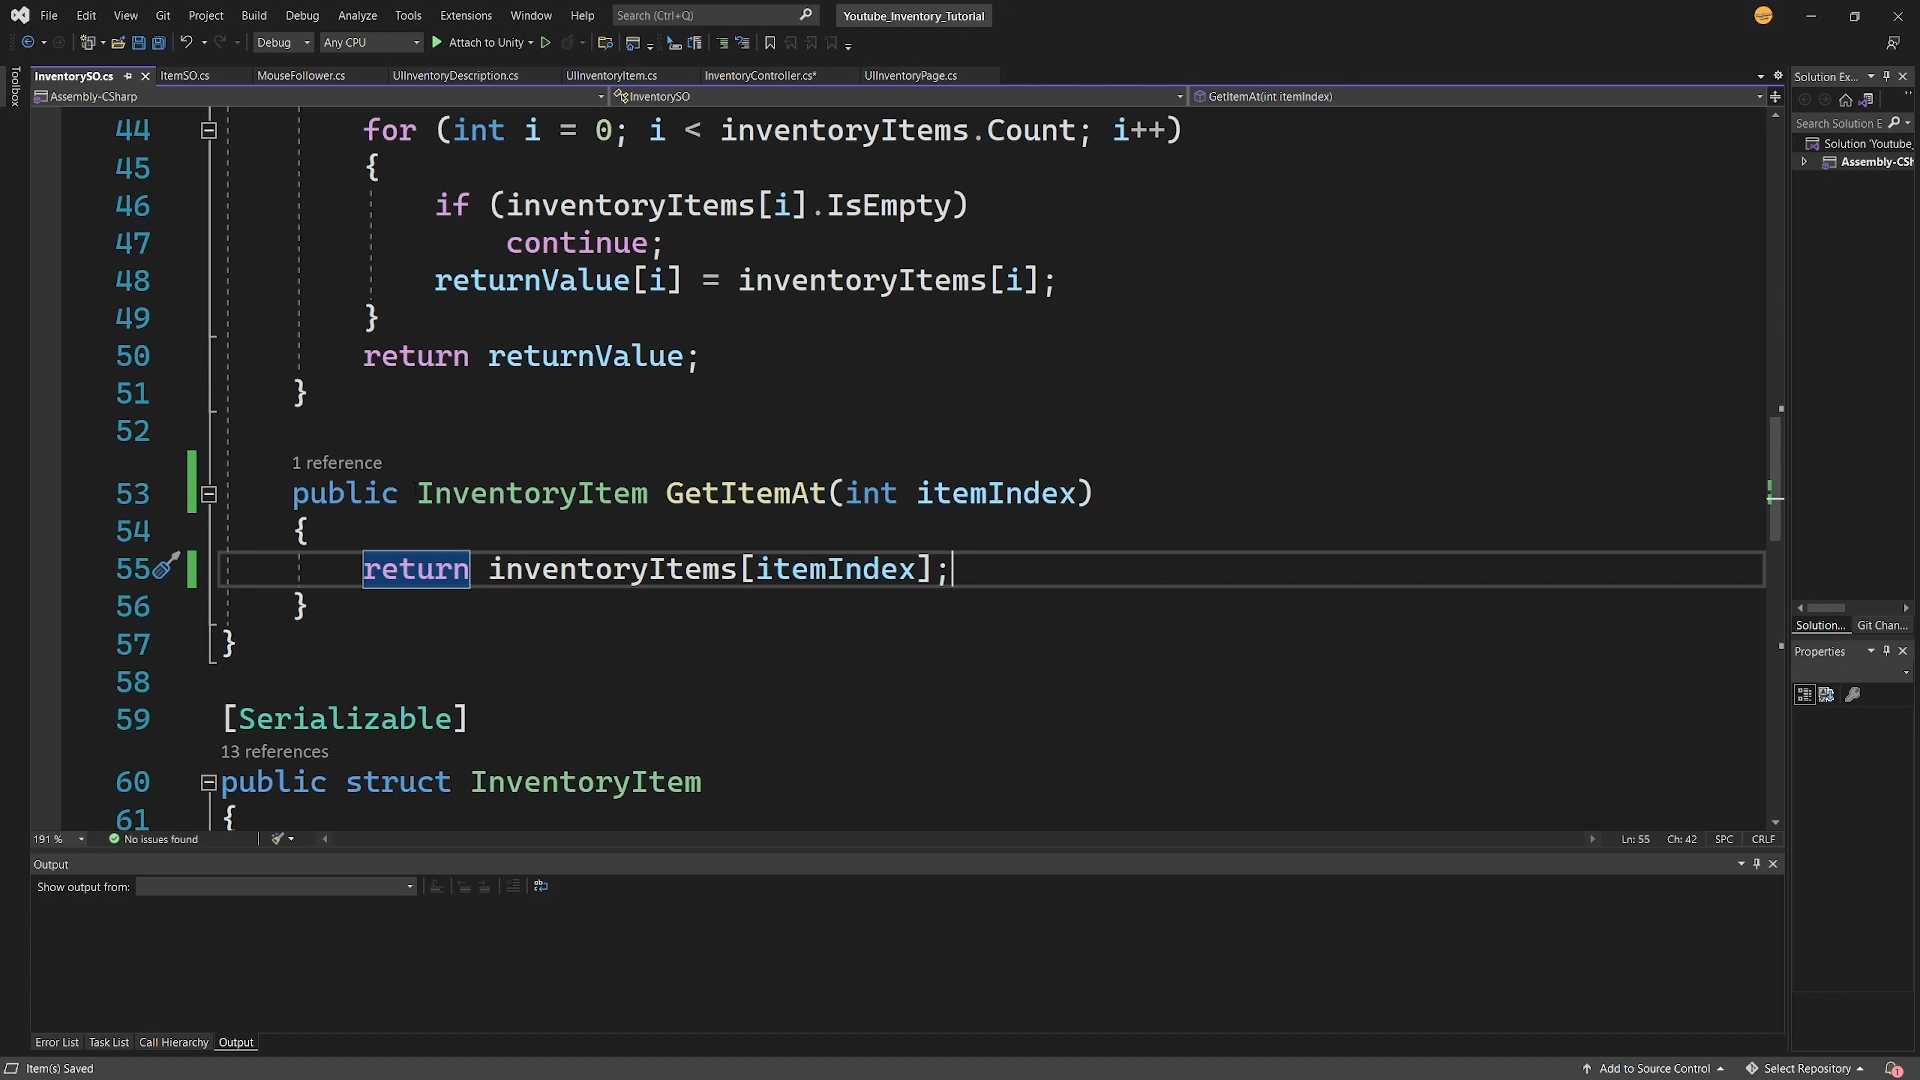 File Edit View Git Project Build Debug Test Analyze Tools Extensions Window Help Search (Ctrl+Q) Youtube_Inventory_Tutorial
Debug Any CPU Attach to Unity
Toolbox
InventorySO.cs ItemSO.cs MouseFollower.cs UIInventoryDescription.cs UIInventoryItem.cs InventoryController.cs* UIInventoryPage.cs
Assembly-CSharp InventorySO GetItemAt(int itemIndex)
44 for (int i = 0; i < inventoryItems.Count; i++)
45 {
46 if (inventoryItems[i].IsEmpty)
47 continue;
48 returnValue[i] = inventoryItems[i];
49 }
50 return returnValue;
51 }
52
1 reference
53 public InventoryItem GetItemAt(int itemIndex)
54 {
55 return inventoryItems[itemIndex];
56 }
57 }
58
59 [Serializable]
13 references
60 public struct InventoryItem
61 {
191 % No issues found Ln: 55 Ch: 42 SPC CRLF
Output
Show output from:
Error List Task List Call Hierarchy Output
Item(s) Saved Add to Source Control Select Repository 1
Solution Ex...
Search Solution E
Solution 'Youtube_
Assembly-CSh
Solution... Git Chan...
Properties